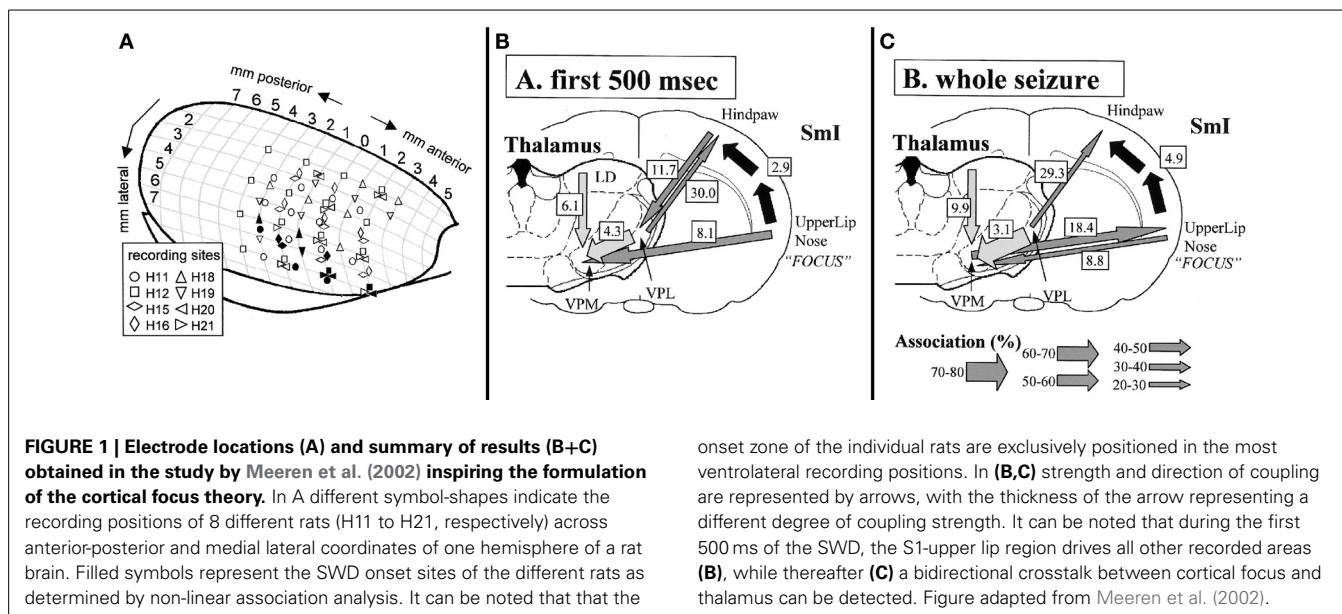 A
mm posterior
7 6 5 4 3 2 1 0 1 2 3 4 5
mm anterior
mm lateral
2
3
4
5
6
7
recording sites
H11 H18
H12 H19
H15 H20
H16 H21
B
A. first 500 msec
Hindpaw
SmI
Thalamus
LD
11.7
2.9
30.0
6.1
4.3
8.1
UpperLip
Nose
"FOCUS"
VPM
VPL
C
B. whole seizure
Hindpaw
SmI
Thalamus
29.3
4.9
9.9
3.1
18.4
8.8
UpperLip
Nose
"FOCUS"
VPM
VPL
Association (%)
70-80
60-70
50-60
40-50
30-40
20-30
FIGURE 1 | Electrode locations (A) and summary of results (B+C)
obtained in the study by Meeren et al. (2002) inspiring the formulation
of the cortical focus theory. In A different symbol-shapes indicate the
recording positions of 8 different rats (H11 to H21, respectively) across
anterior-posterior and medial lateral coordinates of one hemisphere of a rat
brain. Filled symbols represent the SWD onset sites of the different rats as
determined by non-linear association analysis. It can be noted that that the
onset zone of the individual rats are exclusively positioned in the most
ventrolateral recording positions. In (B,C) strength and direction of coupling
are represented by arrows, with the thickness of the arrow representing a
different degree of coupling strength. It can be noted that during the first
500 ms of the SWD, the S1-upper lip region drives all other recorded areas
(B), while thereafter (C) a bidirectional crosstalk between cortical focus and
thalamus can be detected. Figure adapted from Meeren et al. (2002).